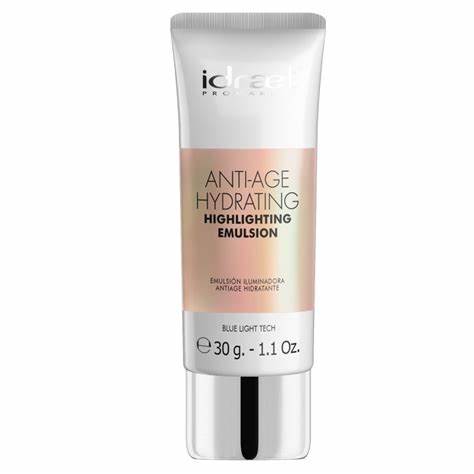 idraet
ANTI-AGE
HYDRATING
HIGHLIGHTING
EMULSION
EMULSIÓN ILUMINADORA
ANTIAGE HIDRATANTE
BLUE LIGHT TECH
℮ 30 g. - 1.1 Oz.